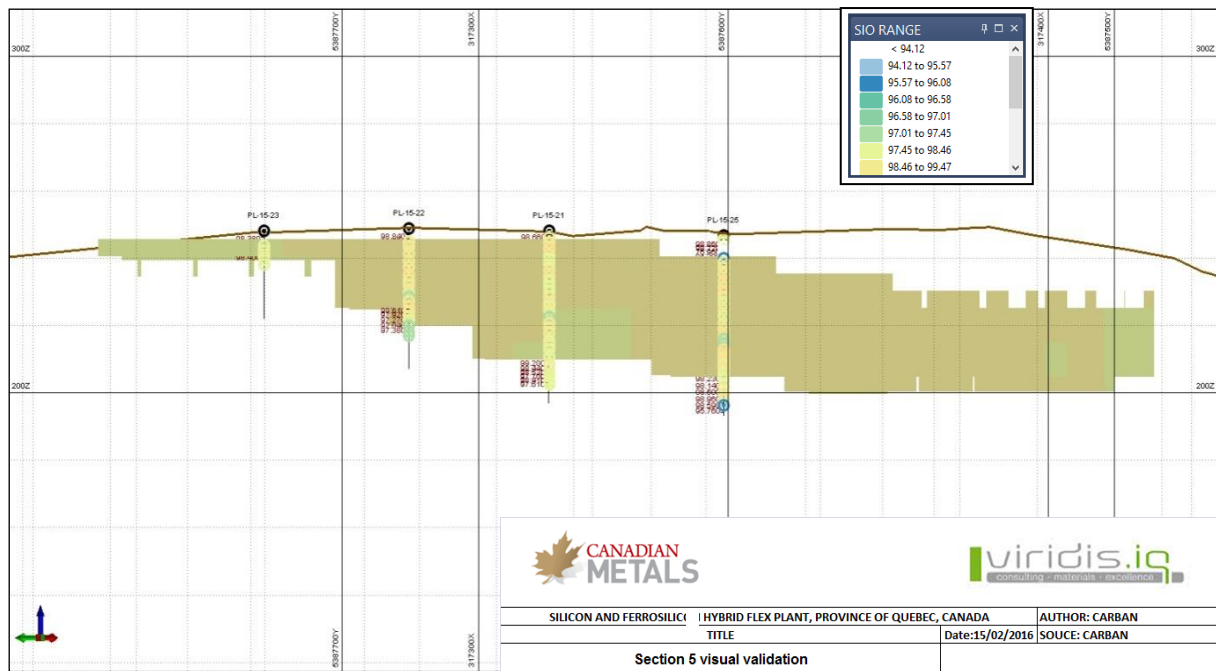 300Z
5387700Y
317300X
5387600Y
317400X
5387500Y
300Z
SIO RANGE
< 94.12
94.12 to 95.57
95.57 to 96.08
96.08 to 96.58
96.58 to 97.01
97.01 to 97.45
97.45 to 98.46
98.46 to 99.47
PL-15-23
PL-15-22
PL-15-21
PL-15-25
200Z
200Z
5387700Y
317300X
CANADIAN
METALS
viridis.iq
consulting - materials - excellence
SILICON AND FERROSILICO HYBRID FLEX PLANT, PROVINCE OF QUEBEC, CANADA
AUTHOR: CARBAN
TITLE
Date:15/02/2016
SOUCE: CARBAN
Section 5 visual validation